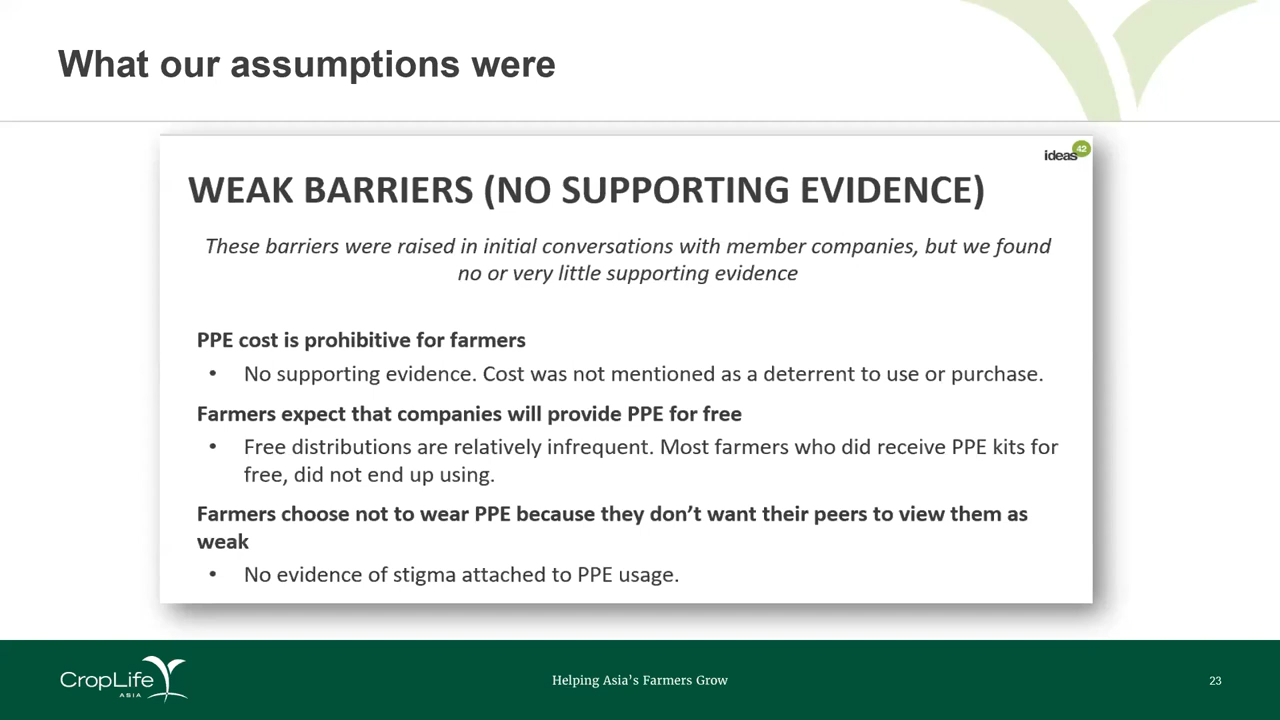 What our assumptions were
ideas42
WEAK BARRIERS (NO SUPPORTING EVIDENCE)
These barriers were raised in initial conversations with member companies, but we found
no or very little supporting evidence
PPE cost is prohibitive for farmers
• No supporting evidence. Cost was not mentioned as a deterrent to use or purchase.
Farmers expect that companies will provide PPE for free
• Free distributions are relatively infrequent. Most farmers who did receive PPE kits for
free, did not end up using.
Farmers choose not to wear PPE because they don’t want their peers to view them as
weak
• No evidence of stigma attached to PPE usage.
CropLife
ASIA
Helping Asia’s Farmers Grow
23